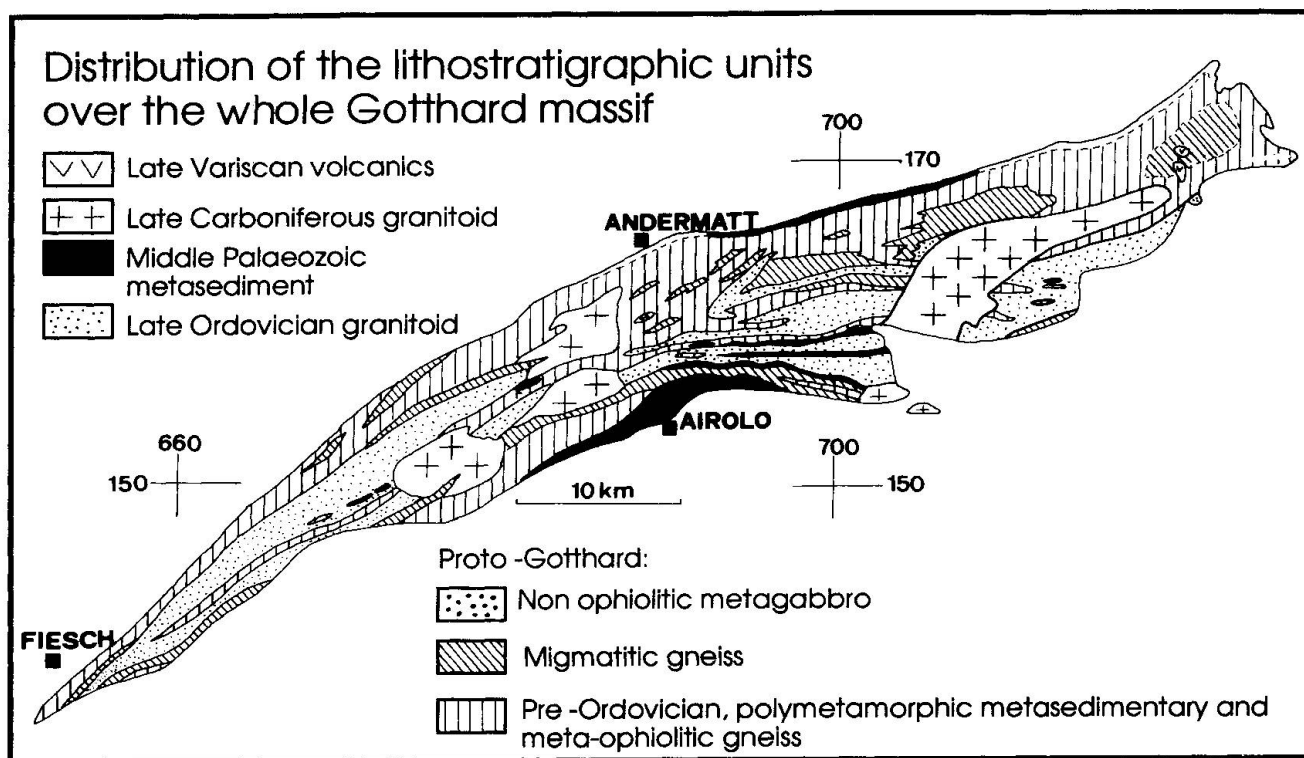 Distribution of the lithostratigraphic units
over the whole Gotthard massif
Late Variscan volcanics
Late Carboniferous granitoid
Middle Palaeozoic
metasediment
Late Ordovician granitoid
700
170
ANDERMATT
AIROLO
660
150
700
150
10 km
FIESCH
Proto -Gotthard:
Non ophiolitic metagabbro
Migmatitic gneiss
Pre -Ordovician, polymetamorphic metasedimentary and
meta-ophiolitic gneiss